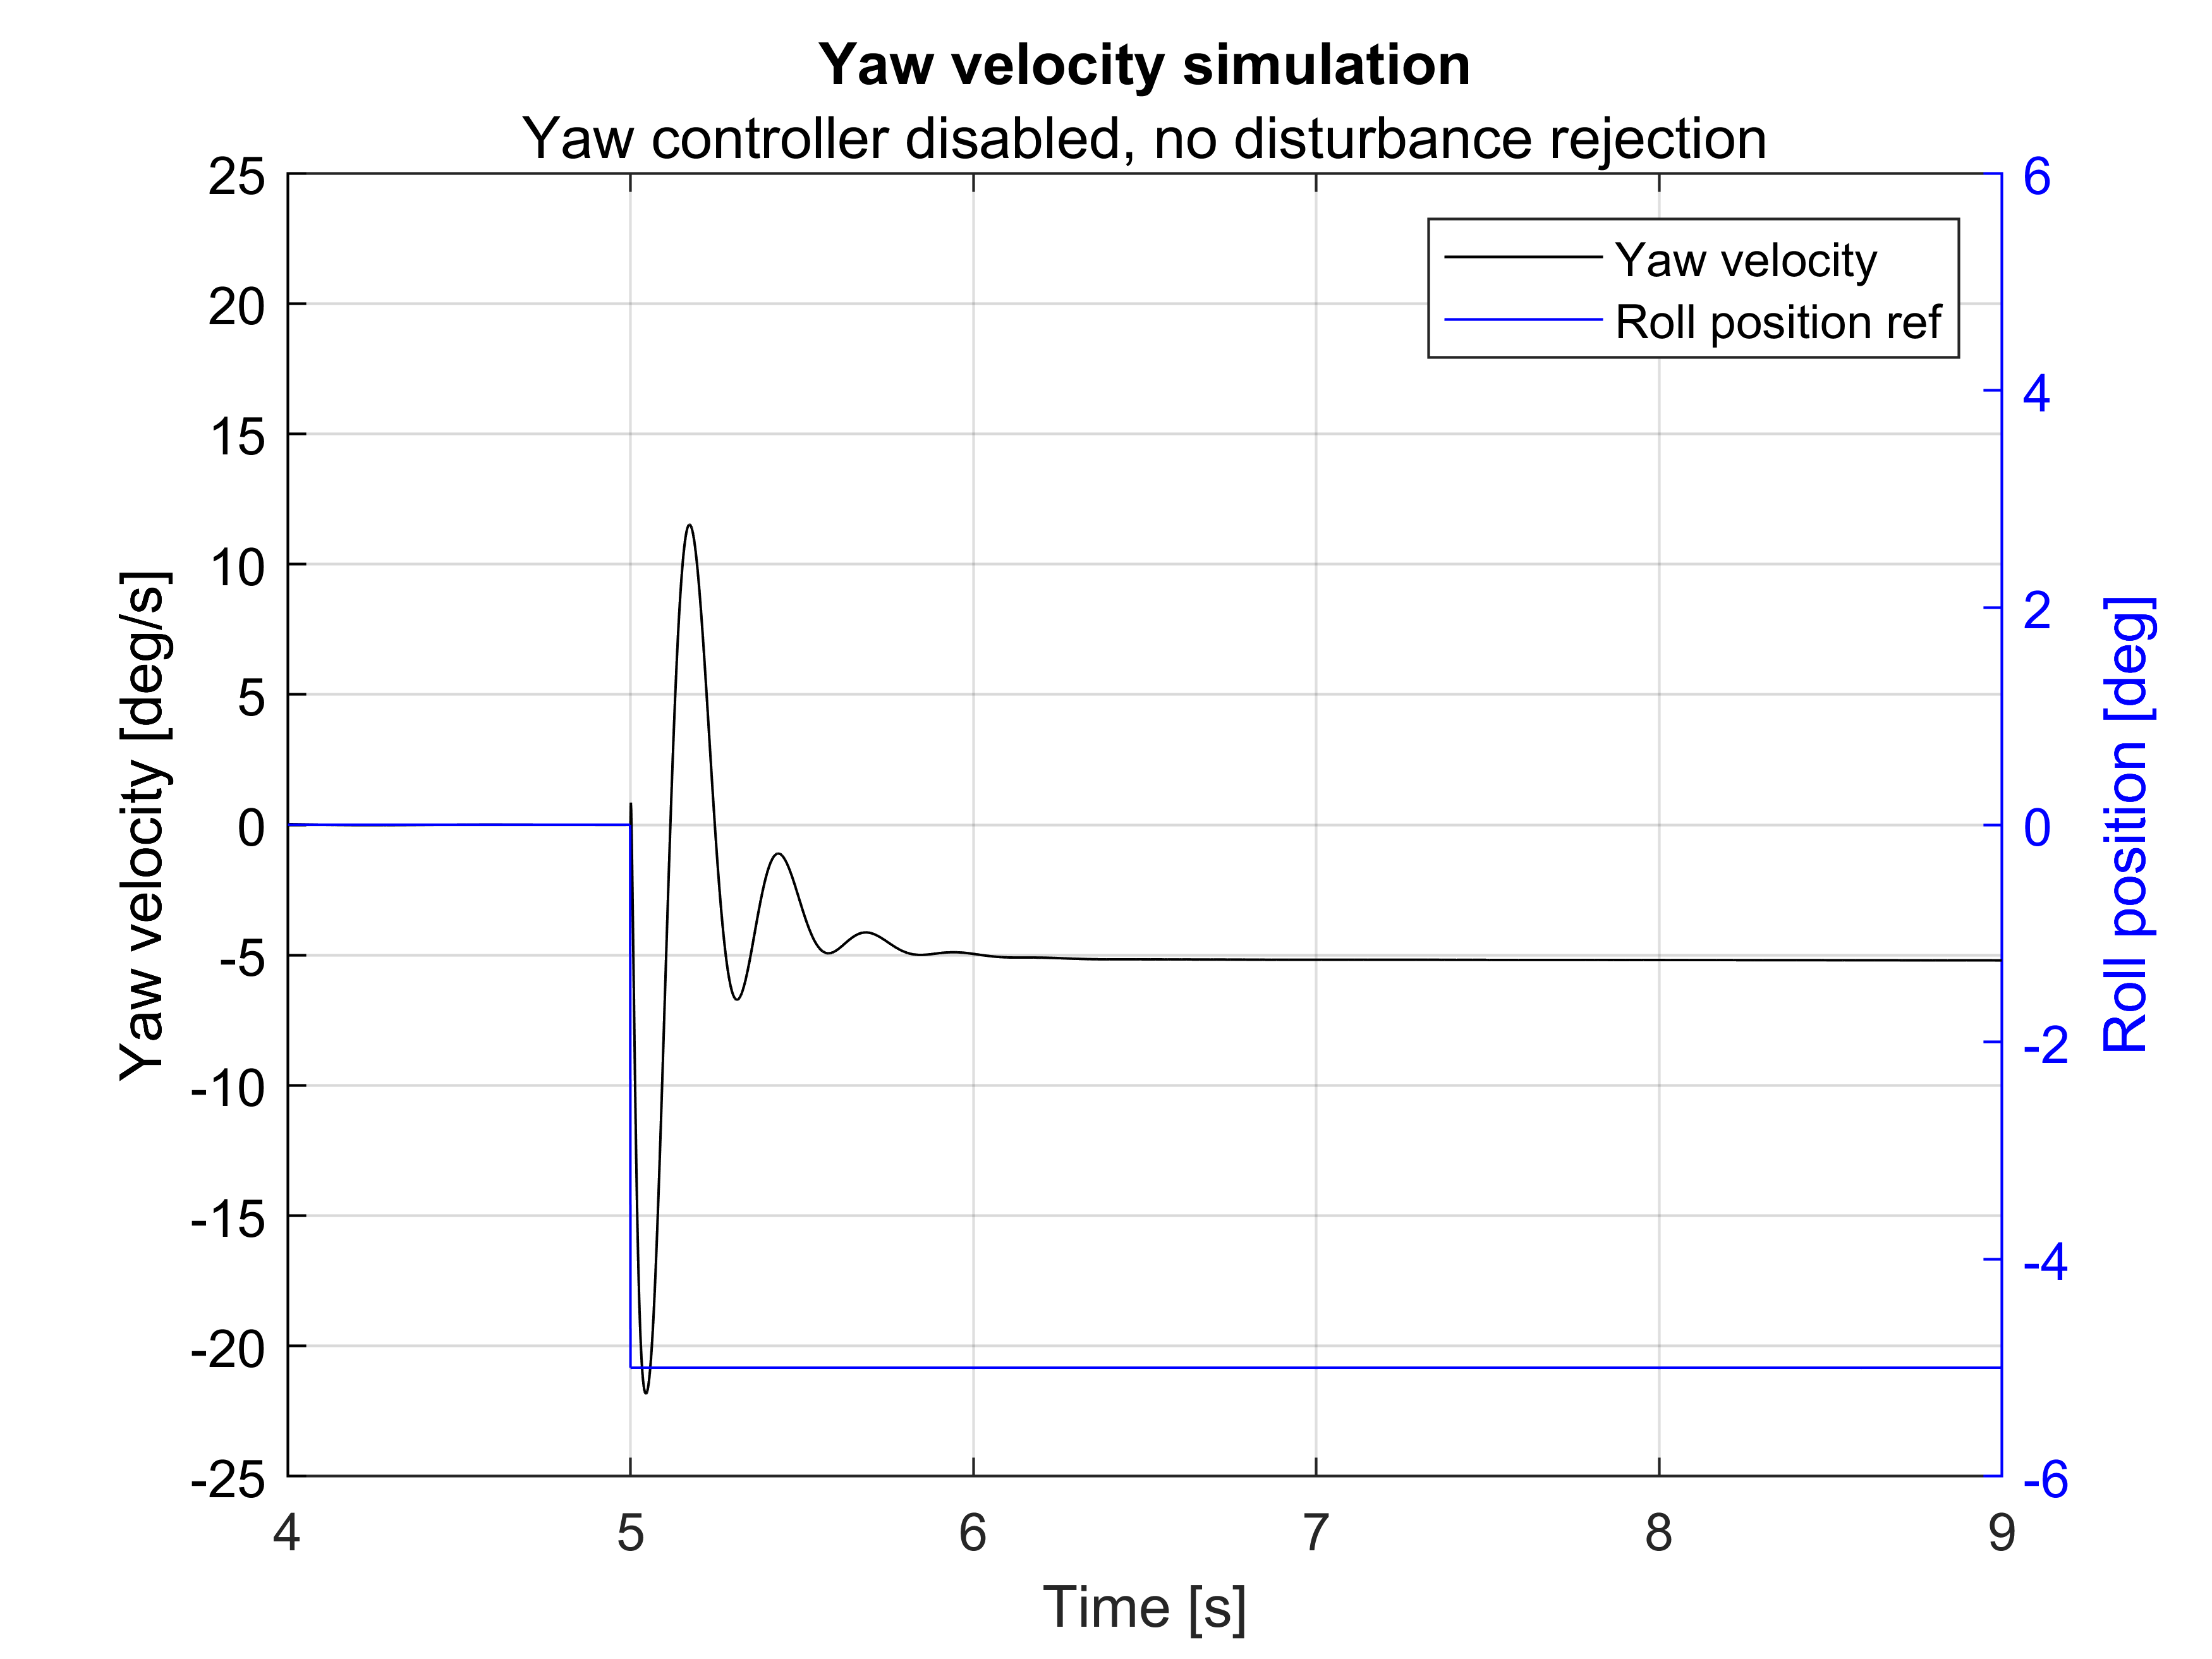 Yaw velocity simulation
Yaw controller disabled, no disturbance rejection
Yaw velocity
Roll position ref
25
20
15
10
5
0
-5
-10
-15
-20
-25
Yaw velocity [deg/s]
6
4
2
0
-2
-4
-6
Roll position [deg]
4 5 6 7 8 9
Time [s]